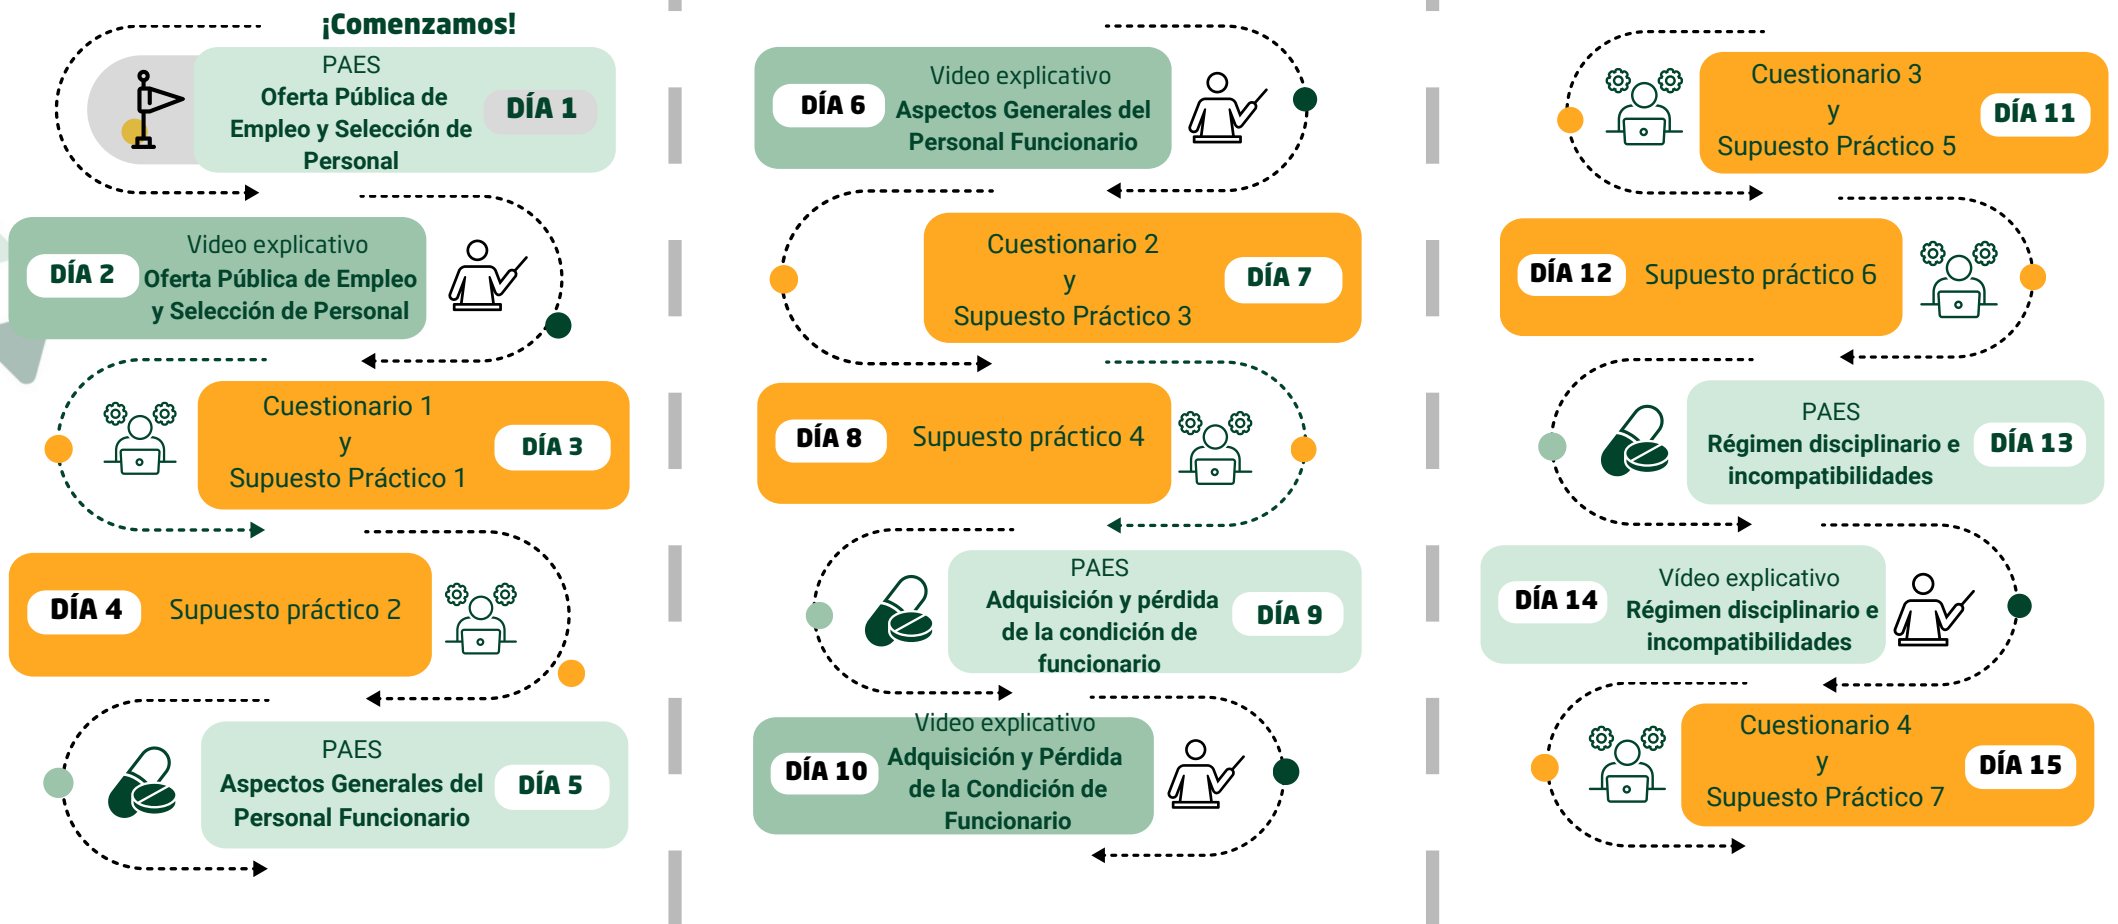 ¡Comenzamos!
PAES
Oferta Pública de
Empleo y Selección de
Personal
DÍA 1
DÍA 2
Video explicativo
Oferta Pública de Empleo
y Selección de Personal
Cuestionario 1
y
Supuesto Práctico 1
DÍA 3
DÍA 4
Supuesto práctico 2
PAES
Aspectos Generales del
Personal Funcionario
DÍA 5
DÍA 6
Video explicativo
Aspectos Generales del
Personal Funcionario
Cuestionario 2
y
Supuesto Práctico 3
DÍA 7
DÍA 8
Supuesto práctico 4
PAES
Adquisición y pérdida
de la condición de
funcionario
DÍA 9
DÍA 10
Video explicativo
Adquisición y Pérdida
de la Condición de
Funcionario
Cuestionario 3
y
Supuesto Práctico 5
DÍA 11
DÍA 12
Supuesto práctico 6
PAES
Régimen disciplinario e
incompatibilidades
DÍA 13
DÍA 14
Vídeo explicativo
Régimen disciplinario e
incompatibilidades
Cuestionario 4
y
Supuesto Práctico 7
DÍA 15